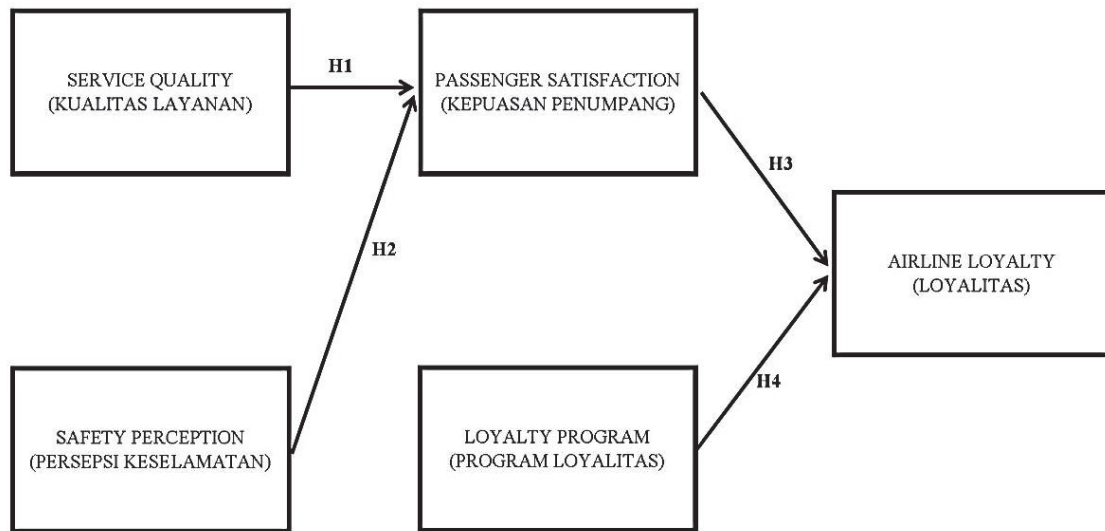 SERVICE QUALITY
(KUALITAS LAYANAN)
H1
PASSENGER SATISFACTION
(KEPUASAN PENUMPANG)
H3
H2
AIRLINE LOYALTY
(LOYALITAS)
SAFETY PERCEPTION
(PERSEPSI KESELAMATAN)
LOYALTY PROGRAM
(PROGRAM LOYALITAS)
H4